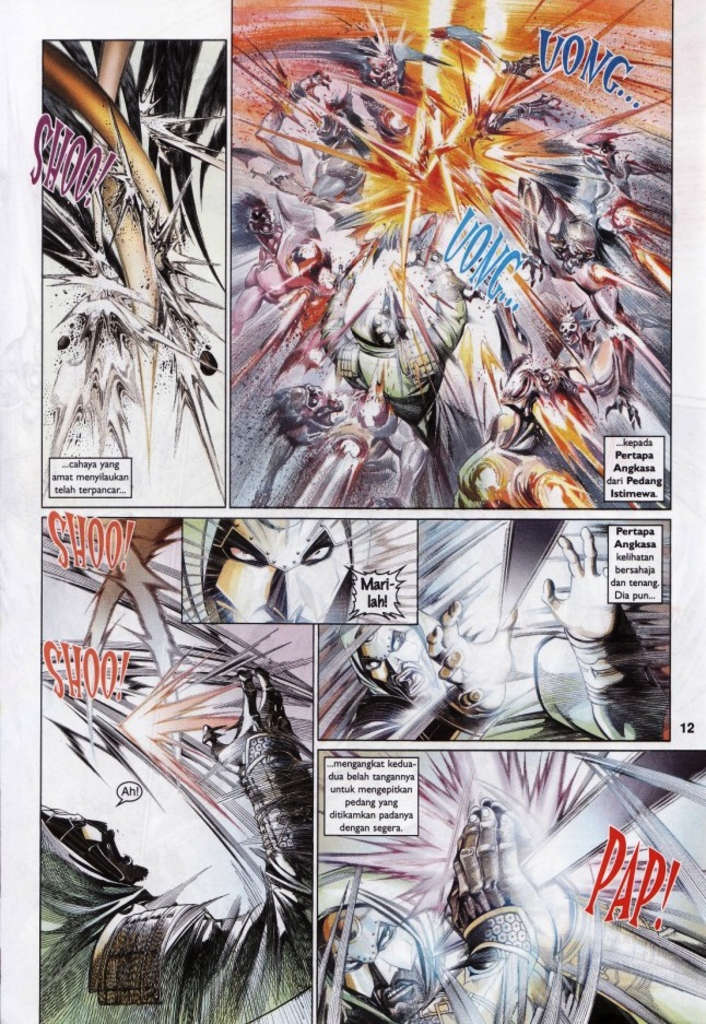 SHOO!
...cahaya yang
amat menyilaukan
telah terpancar...
UONG...
UONG...
...kepada
Pertapa
Angkasa
dari Pedang
Istimewa.
SHOO!
SHOO!
Ah!
Mari-
lah!
Pertapa
Angkasa
kelihatan
bersahaja
dan tenang.
Dia pun...
12
...mengangkat kedua-
dua belah tangannya
untuk mengepitkan
pedang yang
ditikamkan padanya
dengan segera.
PAP!